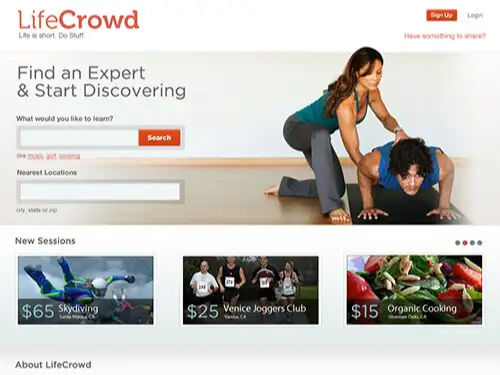 LifeCrowd
Life is short. Do Stuff.
Sign Up
Login
Have something to share?
Find an Expert
& Start Discovering
What would you like to learn?
Search
like music, golf, cooking
Nearest Locations
city, state or zip
New Sessions
$65 Skydiving
Santa Monica, CA
$25 Venice Joggers Club
Venice, CA
$15 Organic Cooking
Sherman Oaks, CA
About LifeCrowd